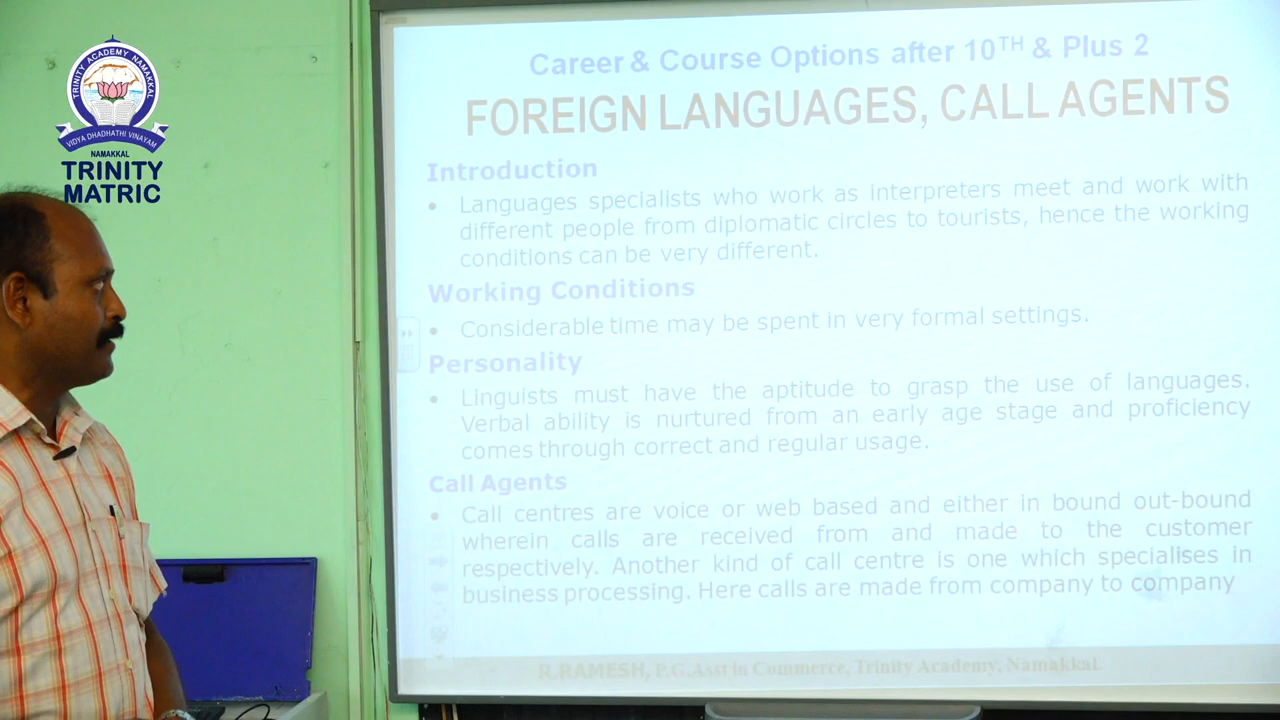 TRINITY ACADEMY NAMAKKAL
VIDYA DHADHATHI VINAYAM
NAMAKKAL
TRINITY
MATRIC
Career & Course Options after 10TH & Plus 2
FOREIGN LANGUAGES, CALL AGENTS
Introduction
• Languages specialists who work as interpreters meet and work with
different people from diplomatic circles to tourists, hence the working
conditions can be very different.
Working Conditions
• Considerable time may be spent in very formal settings.
Personality
• Linguists must have the aptitude to grasp the use of languages.
Verbal ability is nurtured from an early age stage and proficiency
comes through correct and regular usage.
Call Agents
• Call centres are voice or web based and either in bound out-bound
wherein calls are received from and made to the customer
respectively. Another kind of call centre is one which specialises in
business processing. Here calls are made from company to company
R.RAMESH, P.G.Asst in Commerce, Trinity Academy, Namakkal.